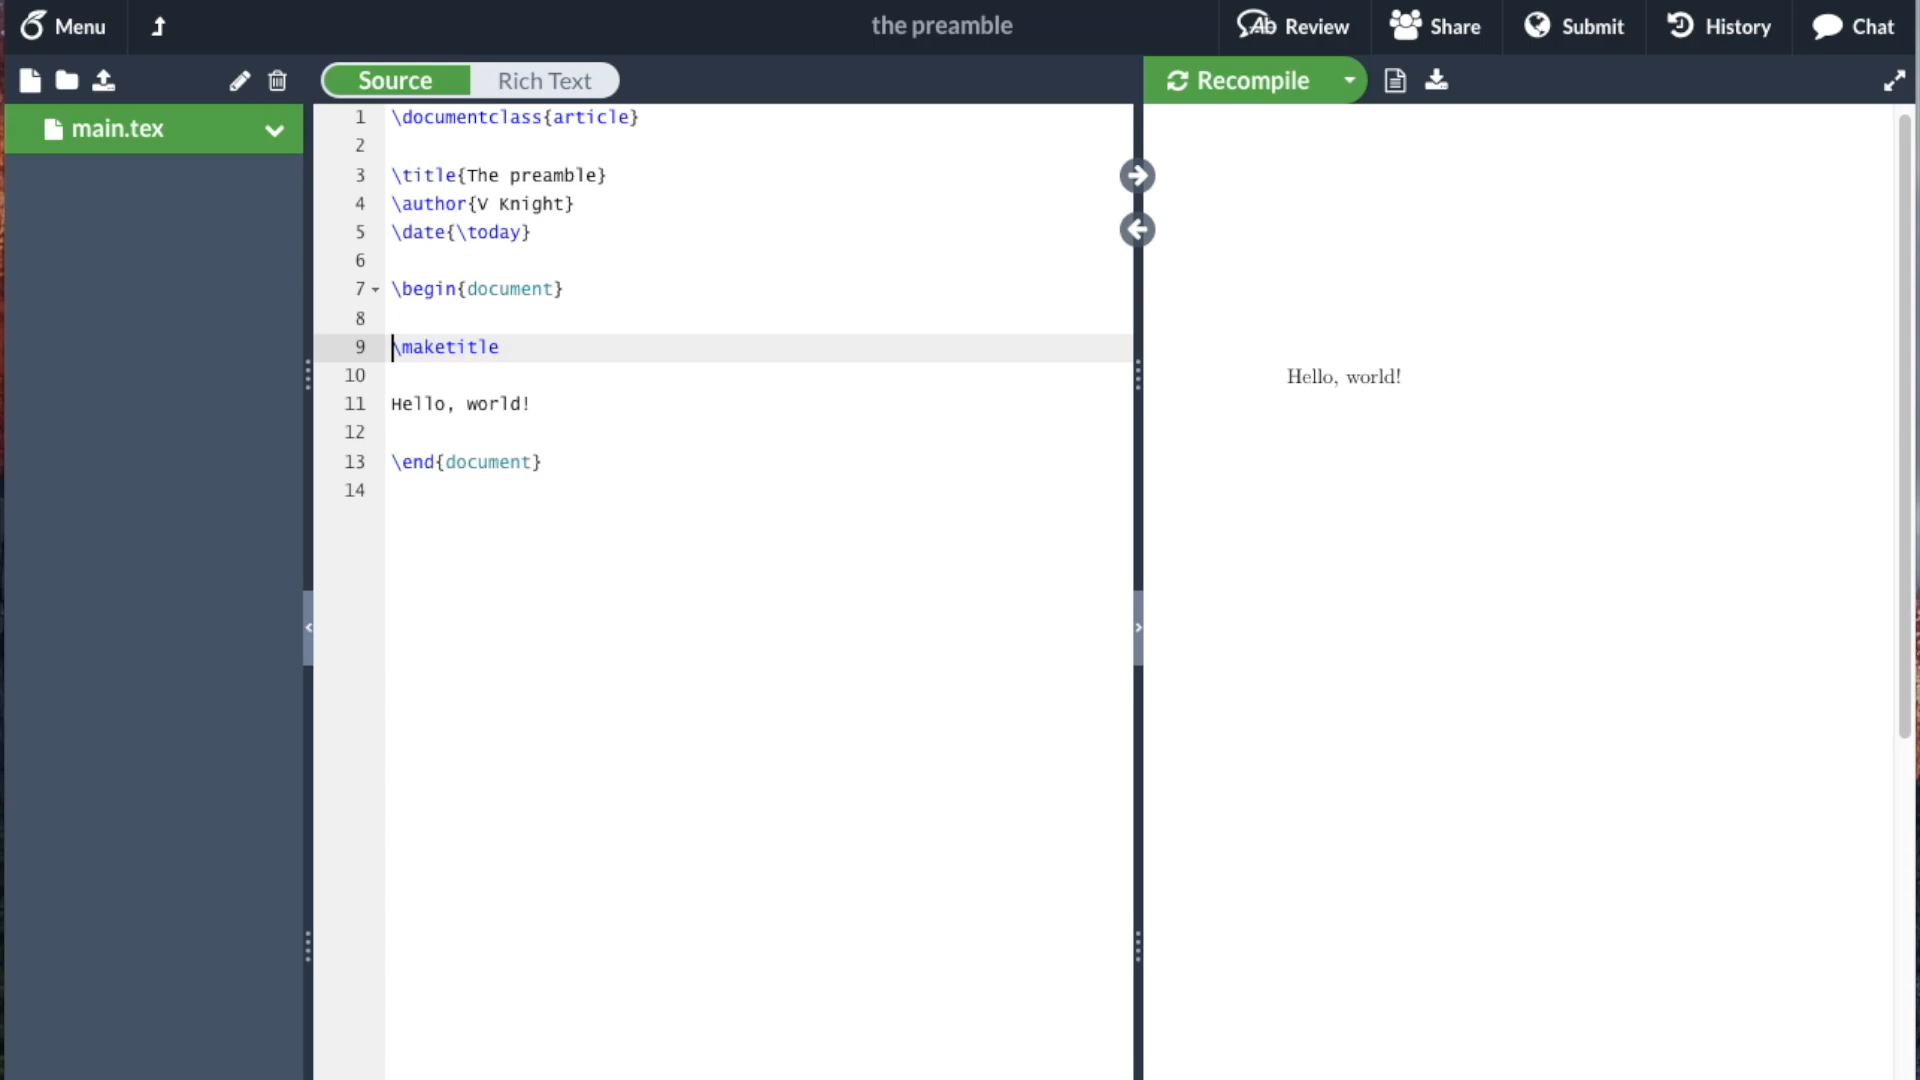 Menu
the preamble
Review
Share
Submit
History
Chat
Source
Rich Text
Recompile
main.tex
1 \documentclass{article}
2
3 \title{The preamble}
4 \author{V Knight}
5 \date{\today}
6
7 \begin{document}
8
9 \maketitle
10
11 Hello, world!
12
13 \end{document}
14
Hello, world!